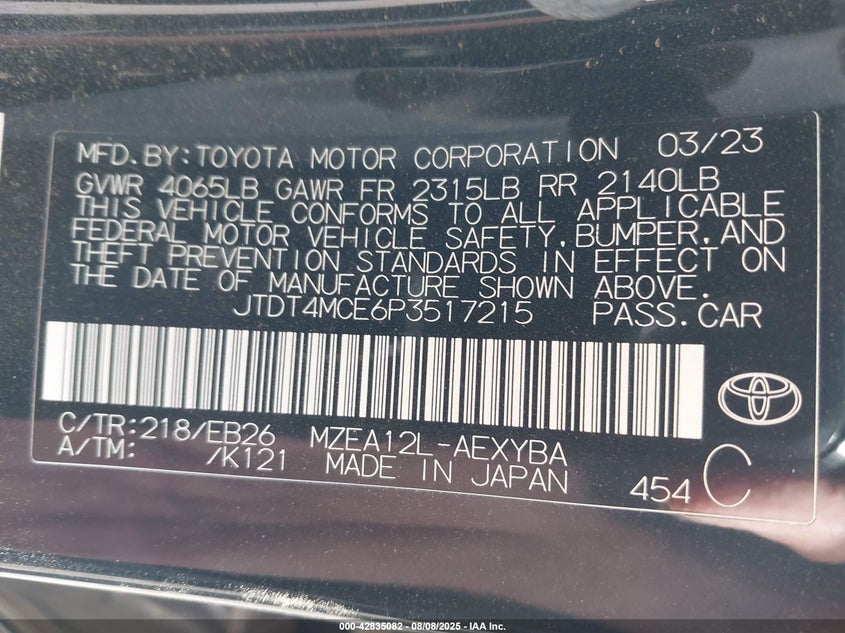 MFD.BY:TOYOTA MOTOR CORPORATION 03/23
GVWR 4065LB GAWR FR 2315LB RR 2140LB
THIS VEHICLE CONFORMS TO ALL APPLICABLE
FEDERAL MOTOR VEHICLE SAFETY,BUMPER,AND
THEFT PREVENTION STANDARDS IN EFFECT ON
THE DATE OF MANUFACTURE SHOWN ABOVE.
JTDT4MCE6P3517215 PASS.CAR
C/TR:218/EB26 MZEA12L-AEXYBA
A/TM: /K121 MADE IN JAPAN
454 C
000-42835082 - 08/08/2025 - IAA Inc.